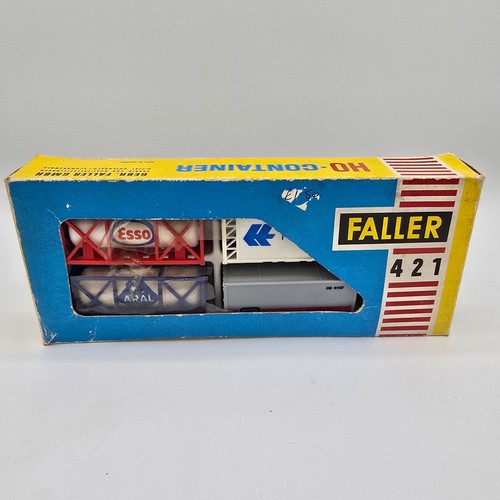 HO-CONTAINER
GEBR. FALLER GMBH
FALLER
421
Esso
ARAL